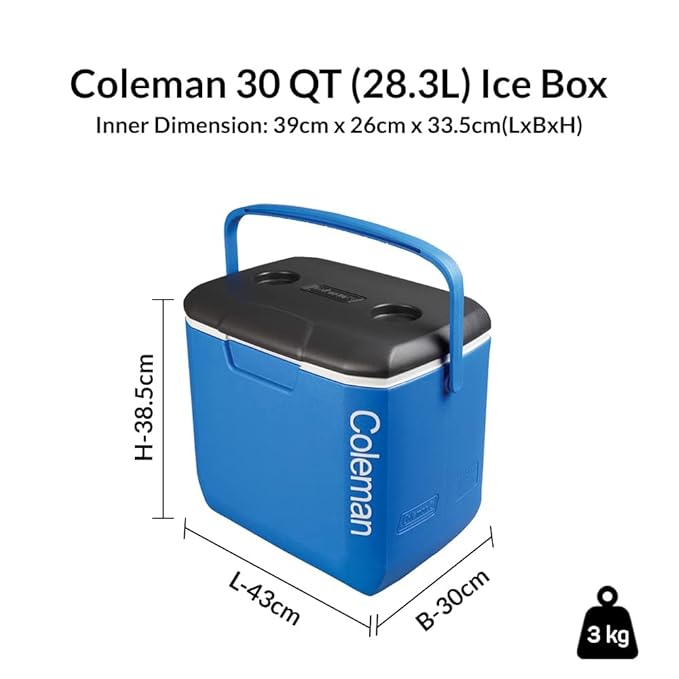 Coleman 30 QT (28.3L) Ice Box
Inner Dimension: 39cm x 26cm x 33.5cm(LxBxH)
H-38.5cm
Coleman
L-43cm
B-30cm
3 kg